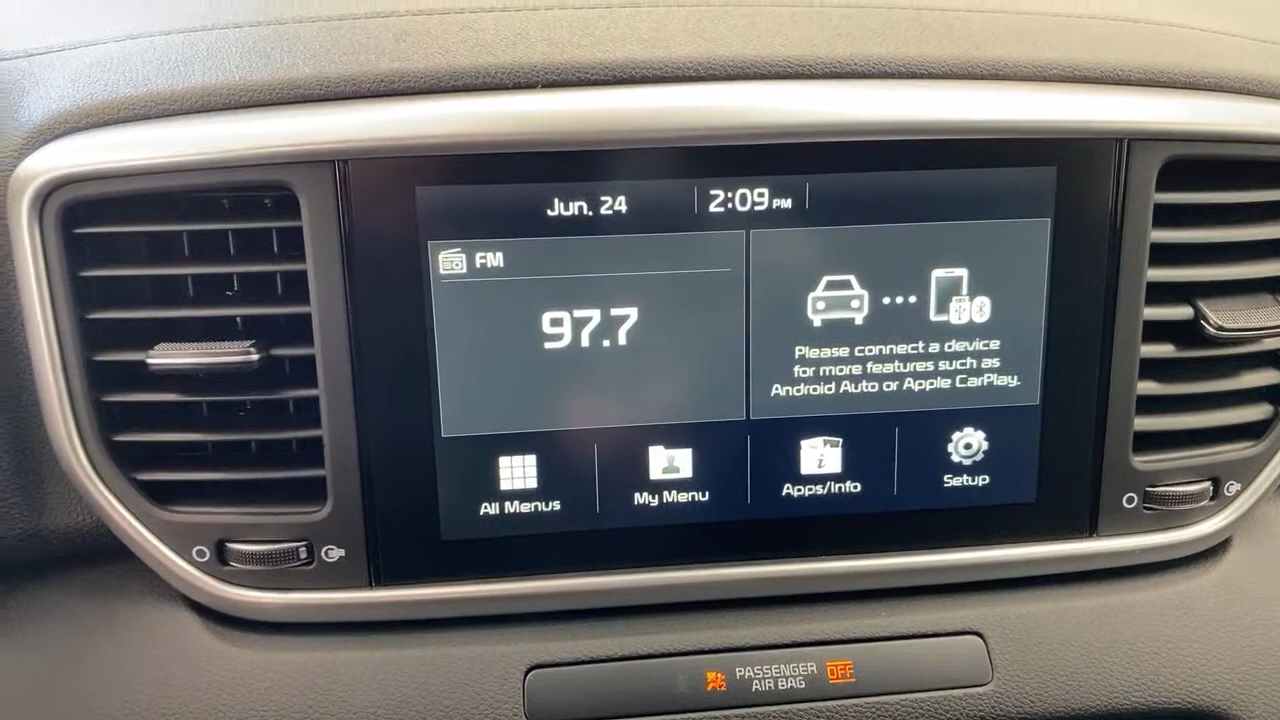 Jun. 24
2:09 PM
FM
97.7
Please connect a device
for more features such as
Android Auto or Apple CarPlay.
All Menus
My Menu
Apps/Info
Setup
PASSENGER
AIR BAG
OFF